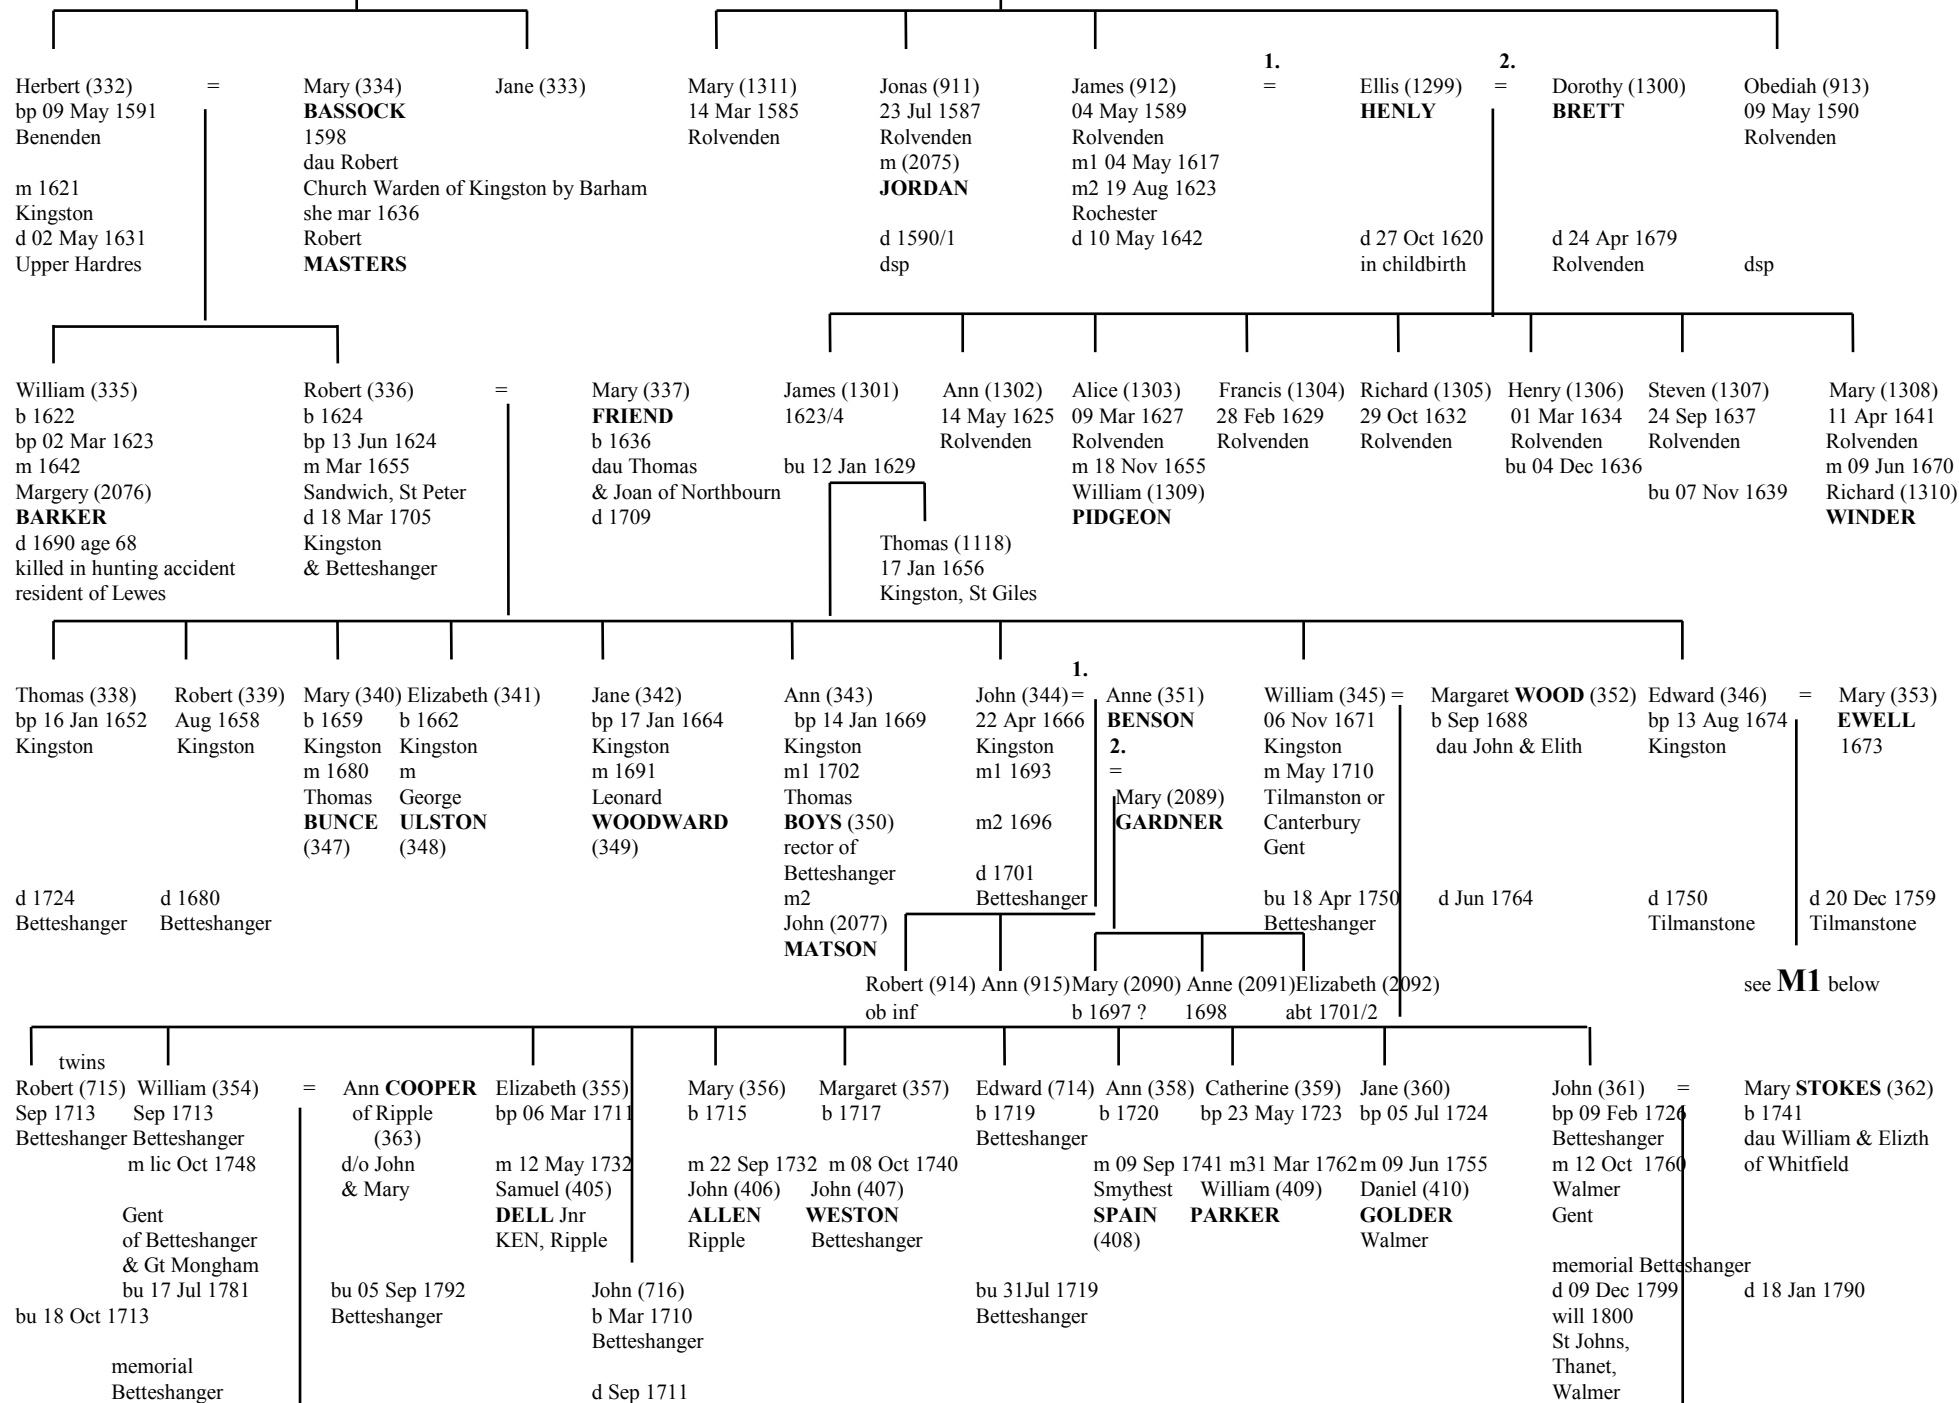 1.
2.
Herbert (332)
bp 09 May 1591
Benenden
m 1621
Kingston
d 02 May 1631
Upper Hardres
=
Mary (334)
BASSOCK
1598
dau Robert
Church Warden of Kingston by Barham
she mar 1636
Robert
MASTERS
Jane (333)
Mary (1311)
14 Mar 1585
Rolvenden
Jonas (911)
23 Jul 1587
Rolvenden
m (2075)
JORDAN
d 1590/1
dsp
James (912)
04 May 1589
Rolvenden
m1 04 May 1617
m2 19 Aug 1623
Rochester
d 10 May 1642
=
Ellis (1299)
HENLY
d 27 Oct 1620
in childbirth
=
Dorothy (1300)
BRETT
d 24 Apr 1679
Rolvenden
Obediah (913)
09 May 1590
Rolvenden
dsp
William (335)
b 1622
bp 02 Mar 1623
m 1642
Margery (2076)
BARKER
d 1690 age 68
killed in hunting accident
resident of Lewes
Robert (336)
b 1624
bp 13 Jun 1624
m Mar 1655
Sandwich, St Peter
d 18 Mar 1705
Kingston
& Betteshanger
=
Mary (337)
FRIEND
b 1636
dau Thomas
& Joan of Northbourn
d 1709
James (1301)
1623/4
bu 12 Jan 1629
Ann (1302)
14 May 1625
Rolvenden
Alice (1303)
09 Mar 1627
Rolvenden
m 18 Nov 1655
William (1309)
PIDGEON
Francis (1304)
28 Feb 1629
Rolvenden
Richard (1305)
29 Oct 1632
Rolvenden
Henry (1306)
01 Mar 1634
Rolvenden
bu 04 Dec 1636
Steven (1307)
24 Sep 1637
Rolvenden
bu 07 Nov 1639
Mary (1308)
11 Apr 1641
Rolvenden
m 09 Jun 1670
Richard (1310)
WINDER
Thomas (1118)
17 Jan 1656
Kingston, St Giles
Thomas (338)
bp 16 Jan 1652
Kingston
d 1724
Betteshanger
Robert (339)
Aug 1658
Kingston
d 1680
Betteshanger
Mary (340)
b 1659
Kingston
m 1680
Thomas
BUNCE
(347)
Elizabeth (341)
b 1662
Kingston
m
George
ULSTON
(348)
Jane (342)
bp 17 Jan 1664
Kingston
m 1691
Leonard
WOODWARD
(349)
Ann (343)
bp 14 Jan 1669
Kingston
m1 1702
Thomas
BOYS (350)
rector of
Betteshanger
m2
John (2077)
MATSON
John (344)
22 Apr 1666
Kingston
m1 1693
m2 1696
d 1701
Betteshanger
1.
=
Anne (351)
BENSON
2.
=
Mary (2089)
GARDNER
William (345)
06 Nov 1671
Kingston
m May 1710
Tilmanston or
Canterbury
Gent
bu 18 Apr 1750
Betteshanger
=
Margaret WOOD (352)
b Sep 1688
dau John & Elith
d Jun 1764
Edward (346)
bp 13 Aug 1674
Kingston
d 1750
Tilmanstone
=
Mary (353)
EWELL
1673
d 20 Dec 1759
Tilmanstone
see M1 below
Robert (914)
ob inf
Ann (915)
Mary (2090)
b 1697 ?
Anne (2091)
1698
Elizabeth (2092)
abt 1701/2
twins
Robert (715)
Sep 1713
Betteshanger
bu 18 Oct 1713
William (354)
Sep 1713
Betteshanger
m lic Oct 1748
Gent
of Betteshanger
& Gt Mongham
bu 17 Jul 1781
memorial
Betteshanger
=
Ann COOPER
of Ripple
(363)
d/o John
& Mary
bu 05 Sep 1792
Betteshanger
Elizabeth (355)
bp 06 Mar 1711
m 12 May 1732
Samuel (405)
DELL Jnr
KEN, Ripple
John (716)
b Mar 1710
Betteshanger
d Sep 1711
Mary (356)
b 1715
m 22 Sep 1732
John (406)
ALLEN
Ripple
Margaret (357)
b 1717
m 08 Oct 1740
John (407)
WESTON
Betteshanger
Edward (714)
b 1719
Betteshanger
bu 31Jul 1719
Betteshanger
Ann (358)
b 1720
m 09 Sep 1741
Smythest
SPAIN
(408)
Catherine (359)
bp 23 May 1723
m31 Mar 1762
William (409)
PARKER
Jane (360)
bp 05 Jul 1724
m 09 Jun 1755
Daniel (410)
GOLDER
Walmer
John (361)
bp 09 Feb 1726
Betteshanger
m 12 Oct 1760
Walmer
Gent
memorial Betteshanger
d 09 Dec 1799
will 1800
St Johns,
Thanet,
Walmer
=
Mary STOKES (362)
b 1741
dau William & Elizth
of Whitfield
d 18 Jan 1790